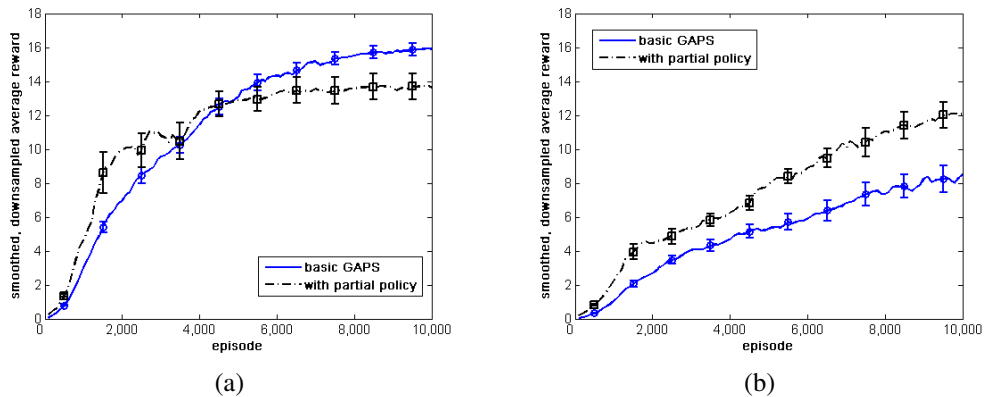 smoothed, downsampled average reward
18
16
14
12
10
8
6
4
2
0
basic GAPS
with partial policy
0 2,000 4,000 6,000 8,000 10,000
episode
(a)
smoothed, downsampled average reward
18
16
14
12
10
8
6
4
2
0
basic GAPS
with partial policy
0 2,000 4,000 6,000 8,000 10,000
episode
(b)